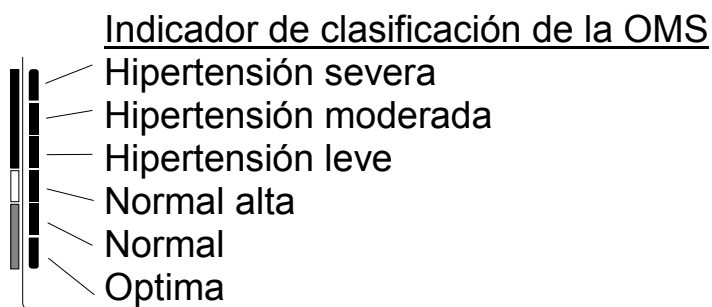 Indicador de clasificación de la OMS
Hipertensión severa
Hipertensión moderada
Hipertensión leve
Normal alta
Normal
Optima